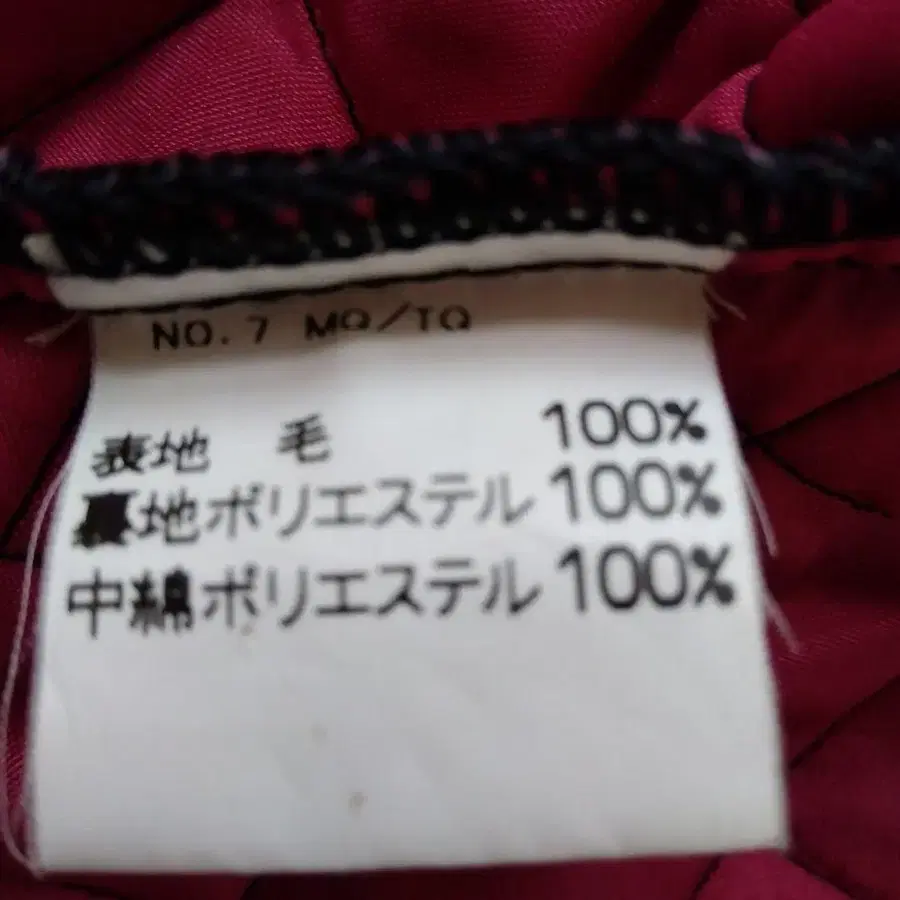 NO.7 MQ/TQ
表地 毛 100%
裏地ポリエステル 100%
中綿ポリエステル 100%